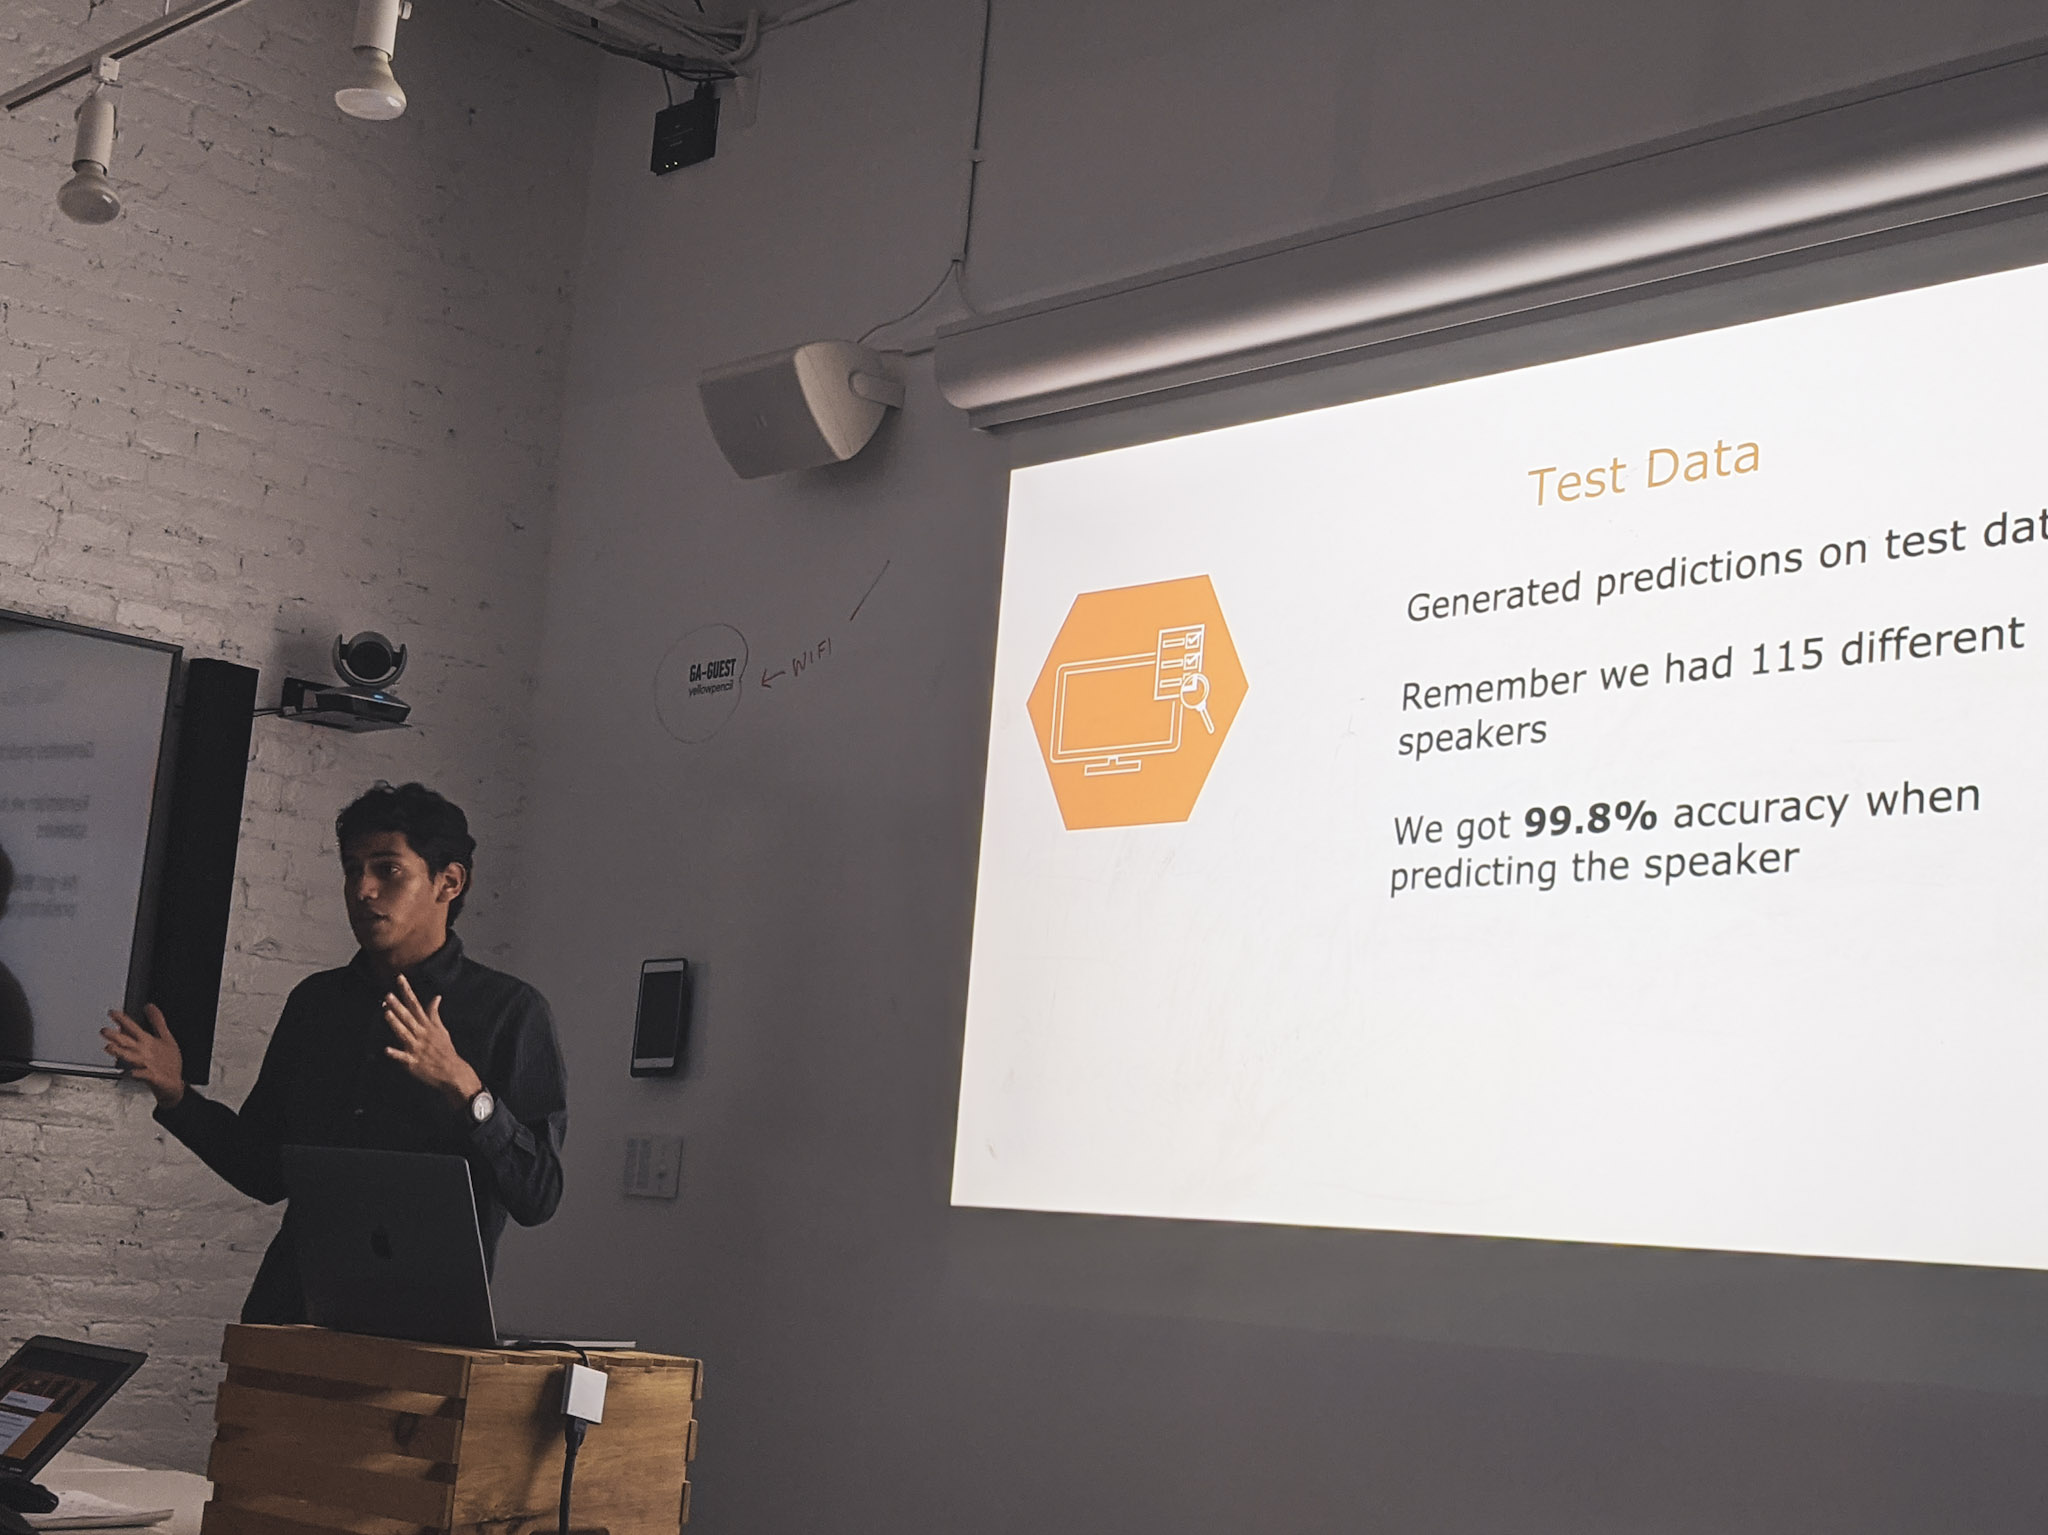 Test Data
Generated predictions on test dat
Remember we had 115 different
speakers
We got 99.8% accuracy when
predicting the speaker
GA-GUEST
yellowpencil
← WIFI